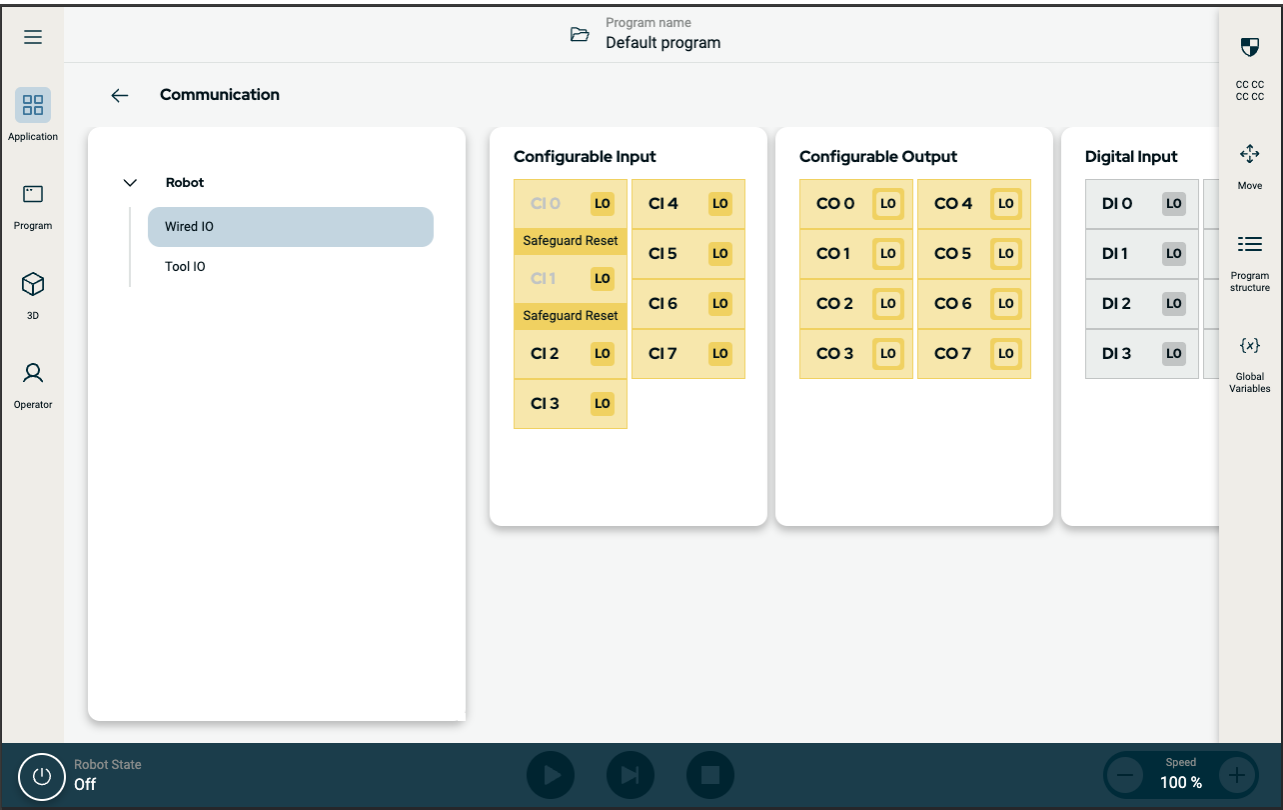 Program name
Default program
Application
Program
3D
Operator
Communication
Robot
Wired IO
Tool IO
Configurable Input
CI 0 LO CI 4 LO
Safeguard Reset
CI 5 LO
CI 1 LO
CI 6 LO
Safeguard Reset
CI 2 LO CI 7 LO
CI 3 LO
Configurable Output
CO 0 LO CO 4 LO
CO 1 LO CO 5 LO
CO 2 LO CO 6 LO
CO 3 LO CO 7 LO
Digital Input
DI 0 LO
DI 1 LO
DI 2 LO
DI 3 LO
CC CC
CC CC
Move
Program
structure
{x}
Global
Variables
Robot State
Off
Speed
100 %